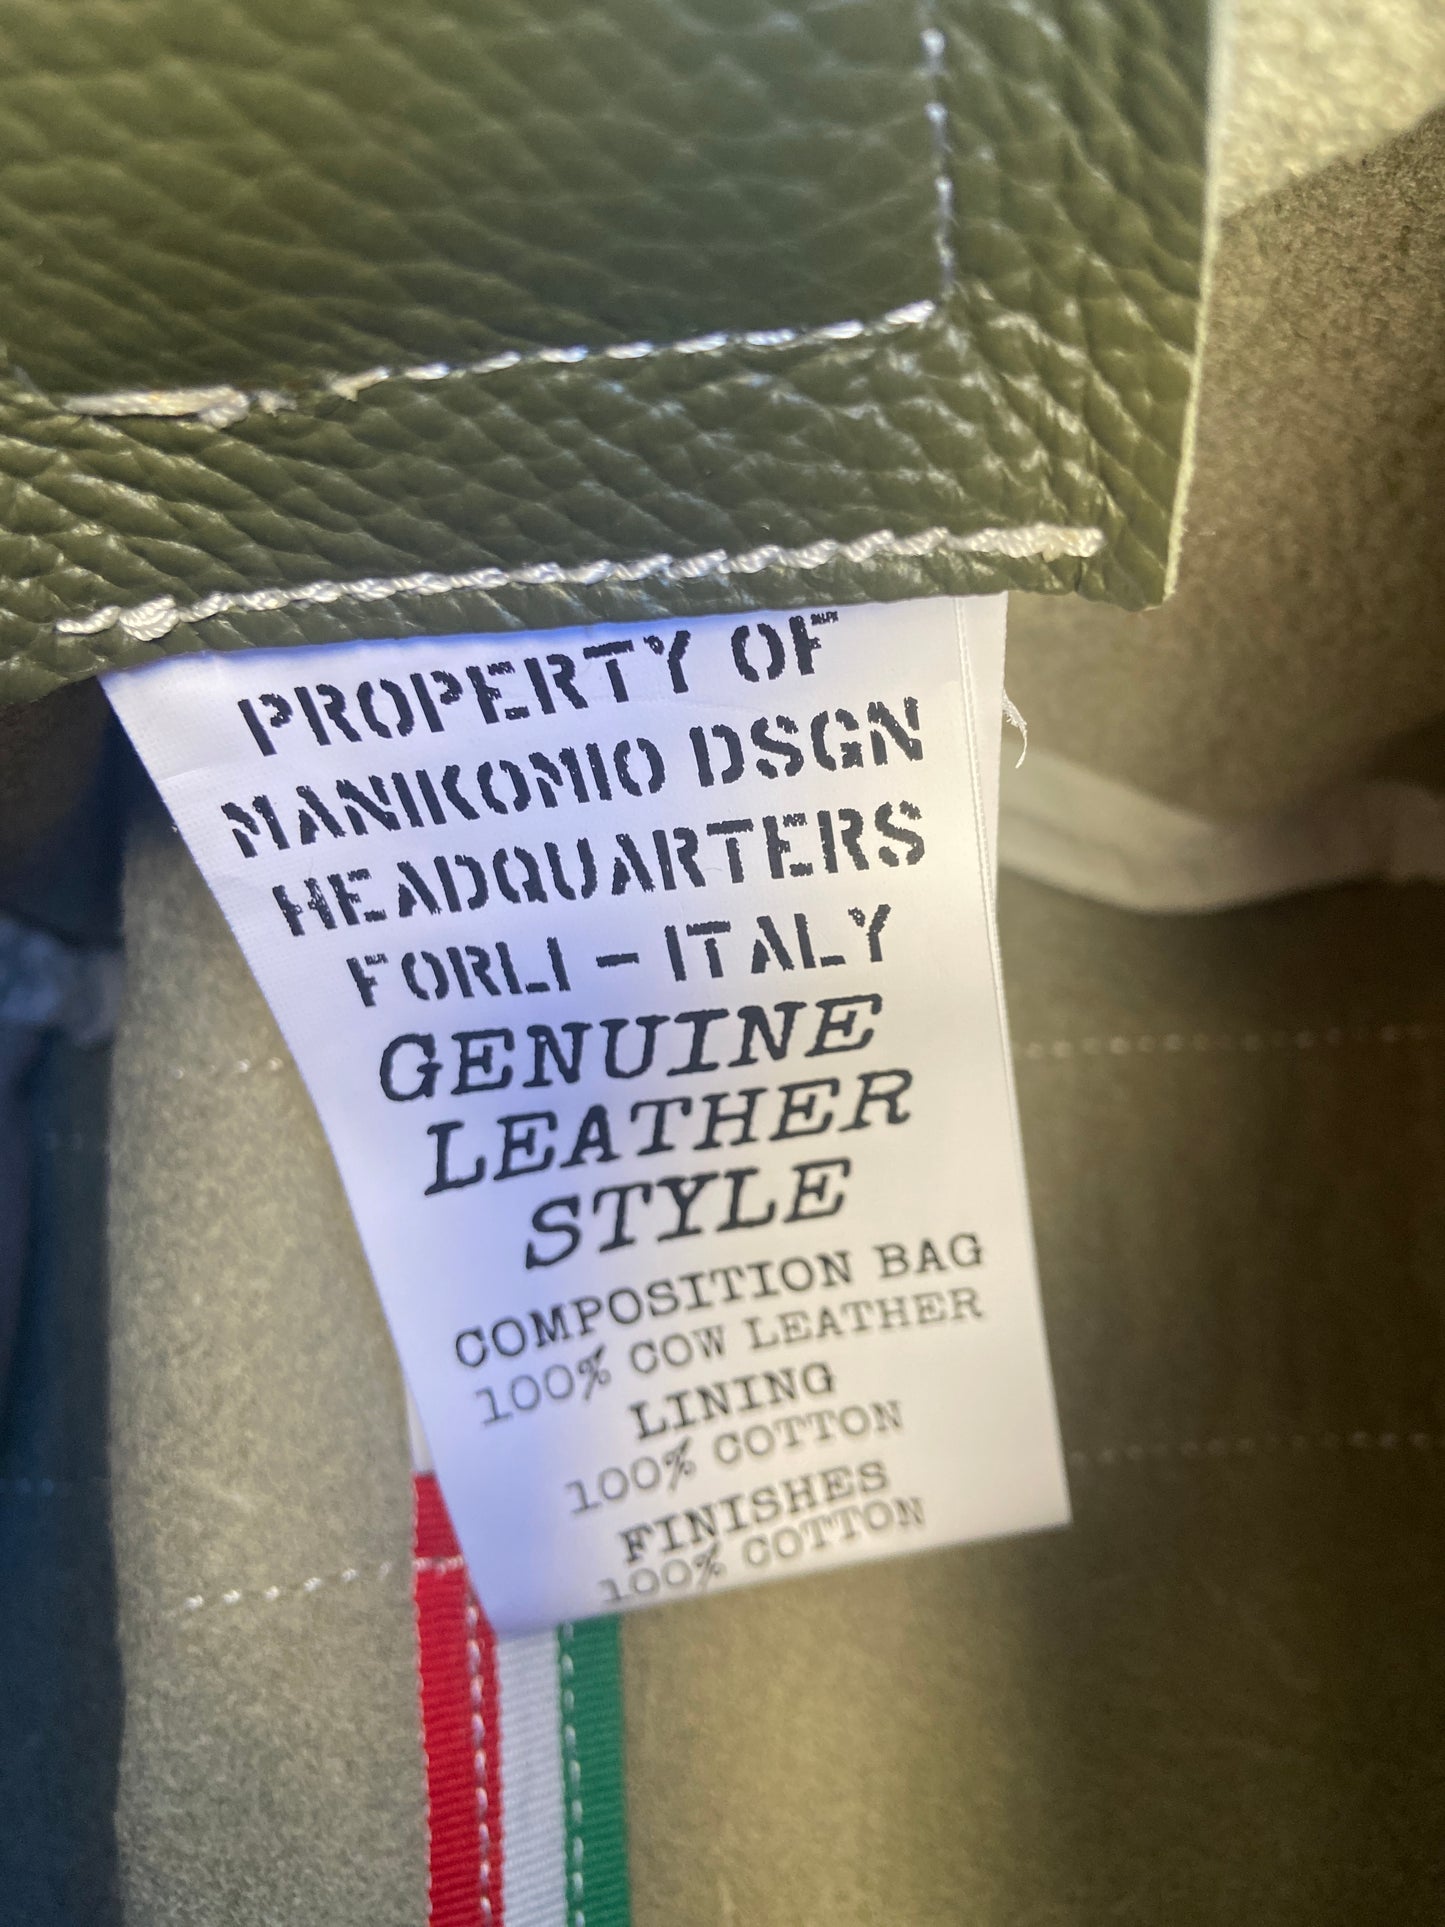 PROPERTY OF
MANIKOMIO DSGN
HEADQUARTERS
FORLI - ITALY
GENUINE
LEATHER
STYLE
COMPOSITION BAG
100% COW LEATHER
LINING
100% COTTON
FINISHES
100% COTTON